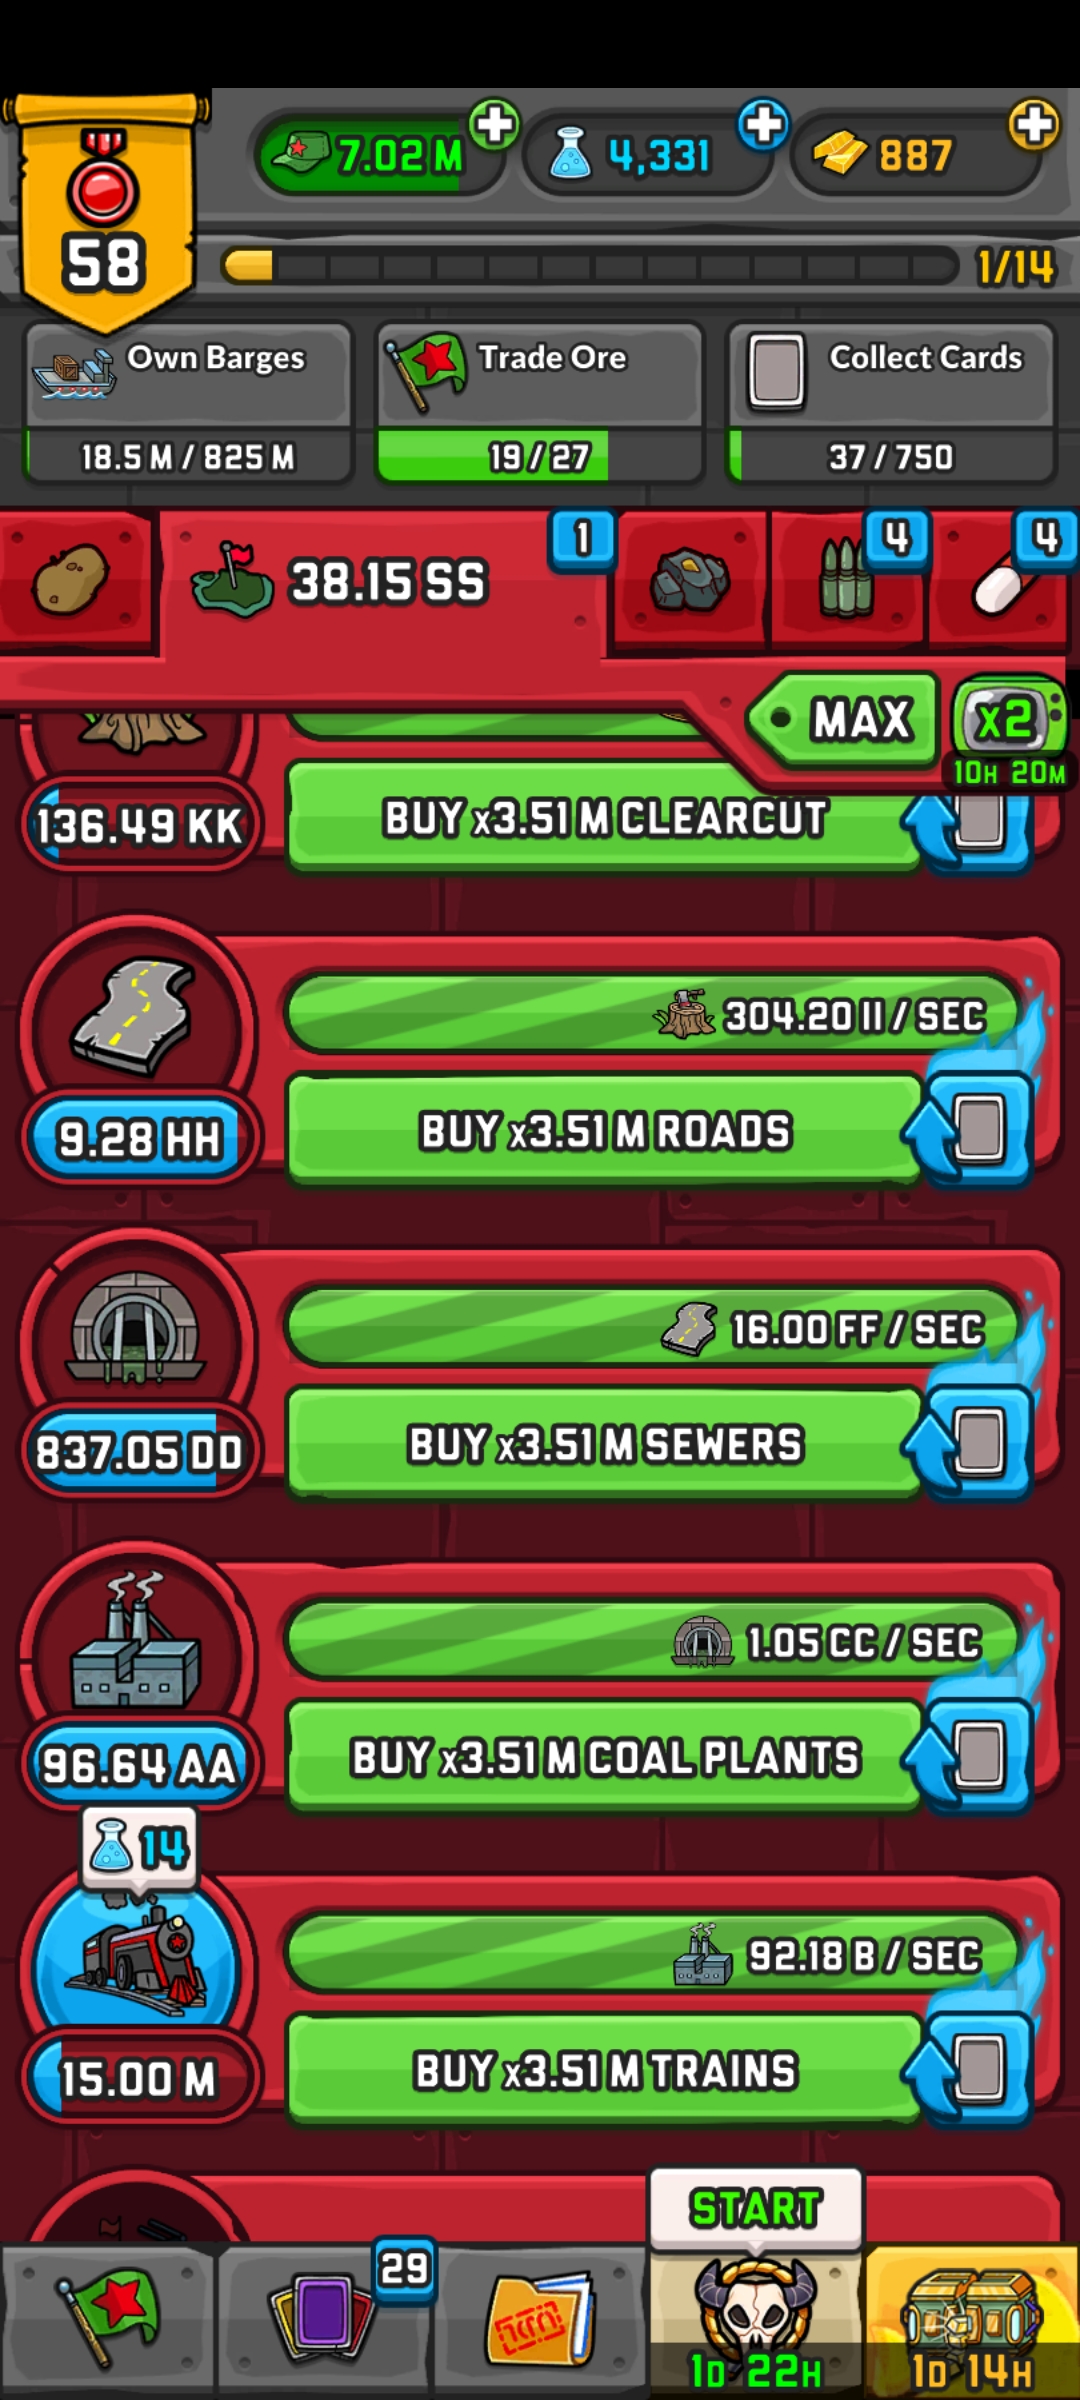 58
7.02 M
4,331
887
1/14
Own Barges
18.5 M / 825 M
Trade Ore
19 / 27
Collect Cards
37 / 750
38.15 SS
1
4
4
MAX
x2
10H 20M
136.49 KK
BUY x3.51 M CLEARCUT
304.20 II / SEC
9.28 HH
BUY x3.51 M ROADS
16.00 FF / SEC
837.05 DD
BUY x3.51 M SEWERS
1.05 CC / SEC
96.64 AA
BUY x3.51 M COAL PLANTS
14
92.18 B / SEC
15.00 M
BUY x3.51 M TRAINS
START
29
1D 22H
1D 14H